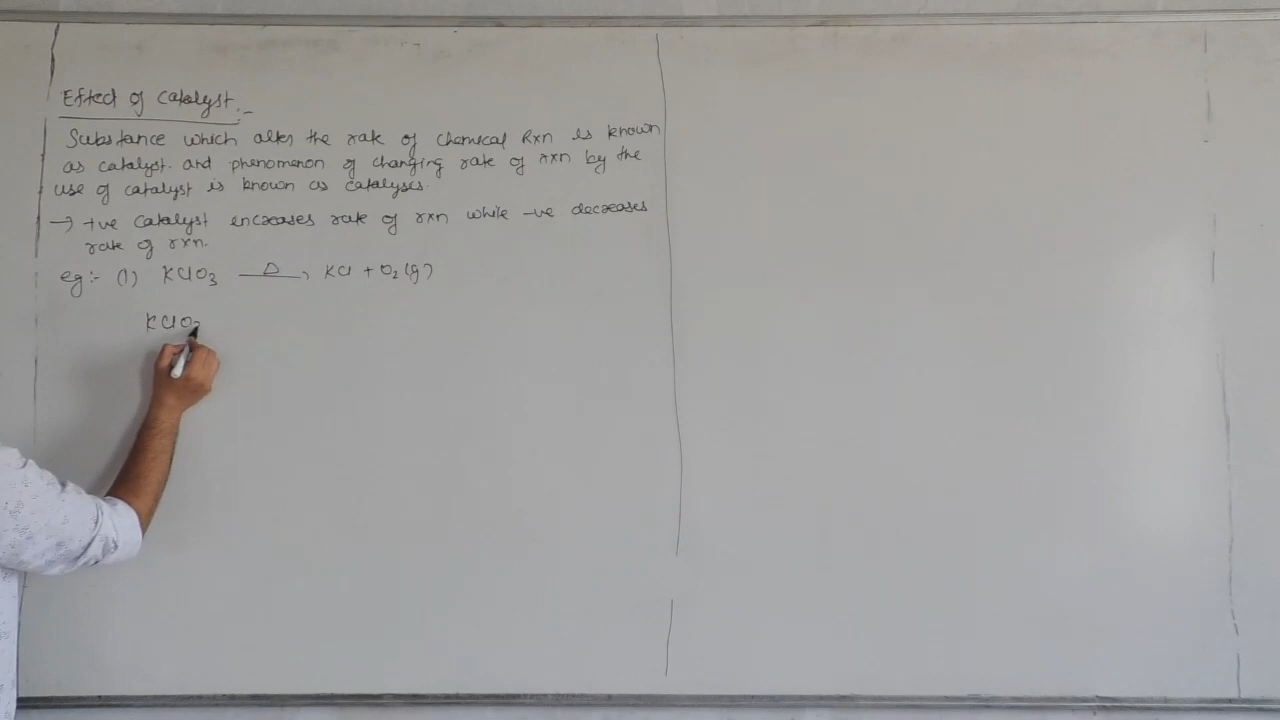 Effect of Catalyst :-
Substance which alter the rate of chemical Rxn is known
as catalyst. and phenomenon of changing rate of rxn by the
use of catalyst is known as catalyses.
→ +ve catalyst encreases rate of rxn while -ve decreases
rate of rxn.
eg:- (1) KClO3 Δ→ KCl + O2(g)
KClO3